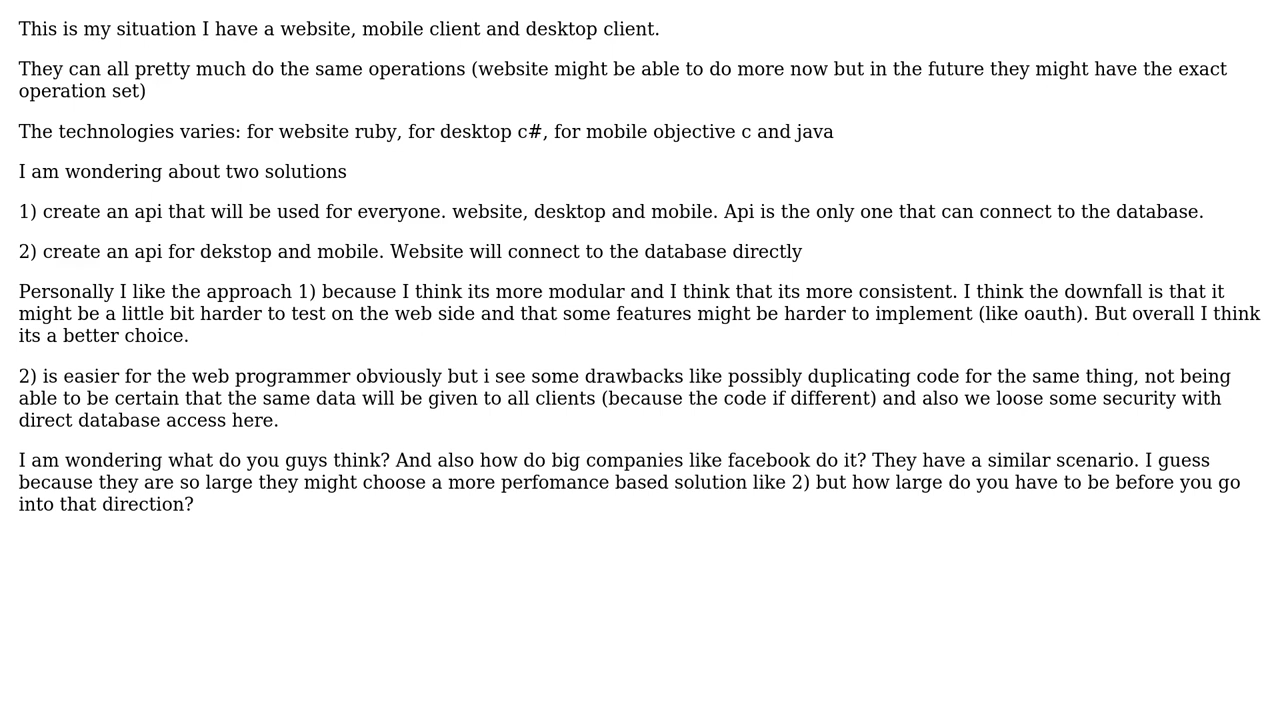 This is my situation I have a website, mobile client and desktop client.
They can all pretty much do the same operations (website might be able to do more now but in the future they might have the exact
operation set)
The technologies varies: for website ruby, for desktop c#, for mobile objective c and java
I am wondering about two solutions
1) create an api that will be used for everyone. website, desktop and mobile. Api is the only one that can connect to the database.
2) create an api for dekstop and mobile. Website will connect to the database directly
Personally I like the approach 1) because I think its more modular and I think that its more consistent. I think the downfall is that it
might be a little bit harder to test on the web side and that some features might be harder to implement (like oauth). But overall I think
its a better choice.
2) is easier for the web programmer obviously but i see some drawbacks like possibly duplicating code for the same thing, not being
able to be certain that the same data will be given to all clients (because the code if different) and also we loose some security with
direct database access here.
I am wondering what do you guys think? And also how do big companies like facebook do it? They have a similar scenario. I guess
because they are so large they might choose a more perfomance based solution like 2) but how large do you have to be before you go
into that direction?